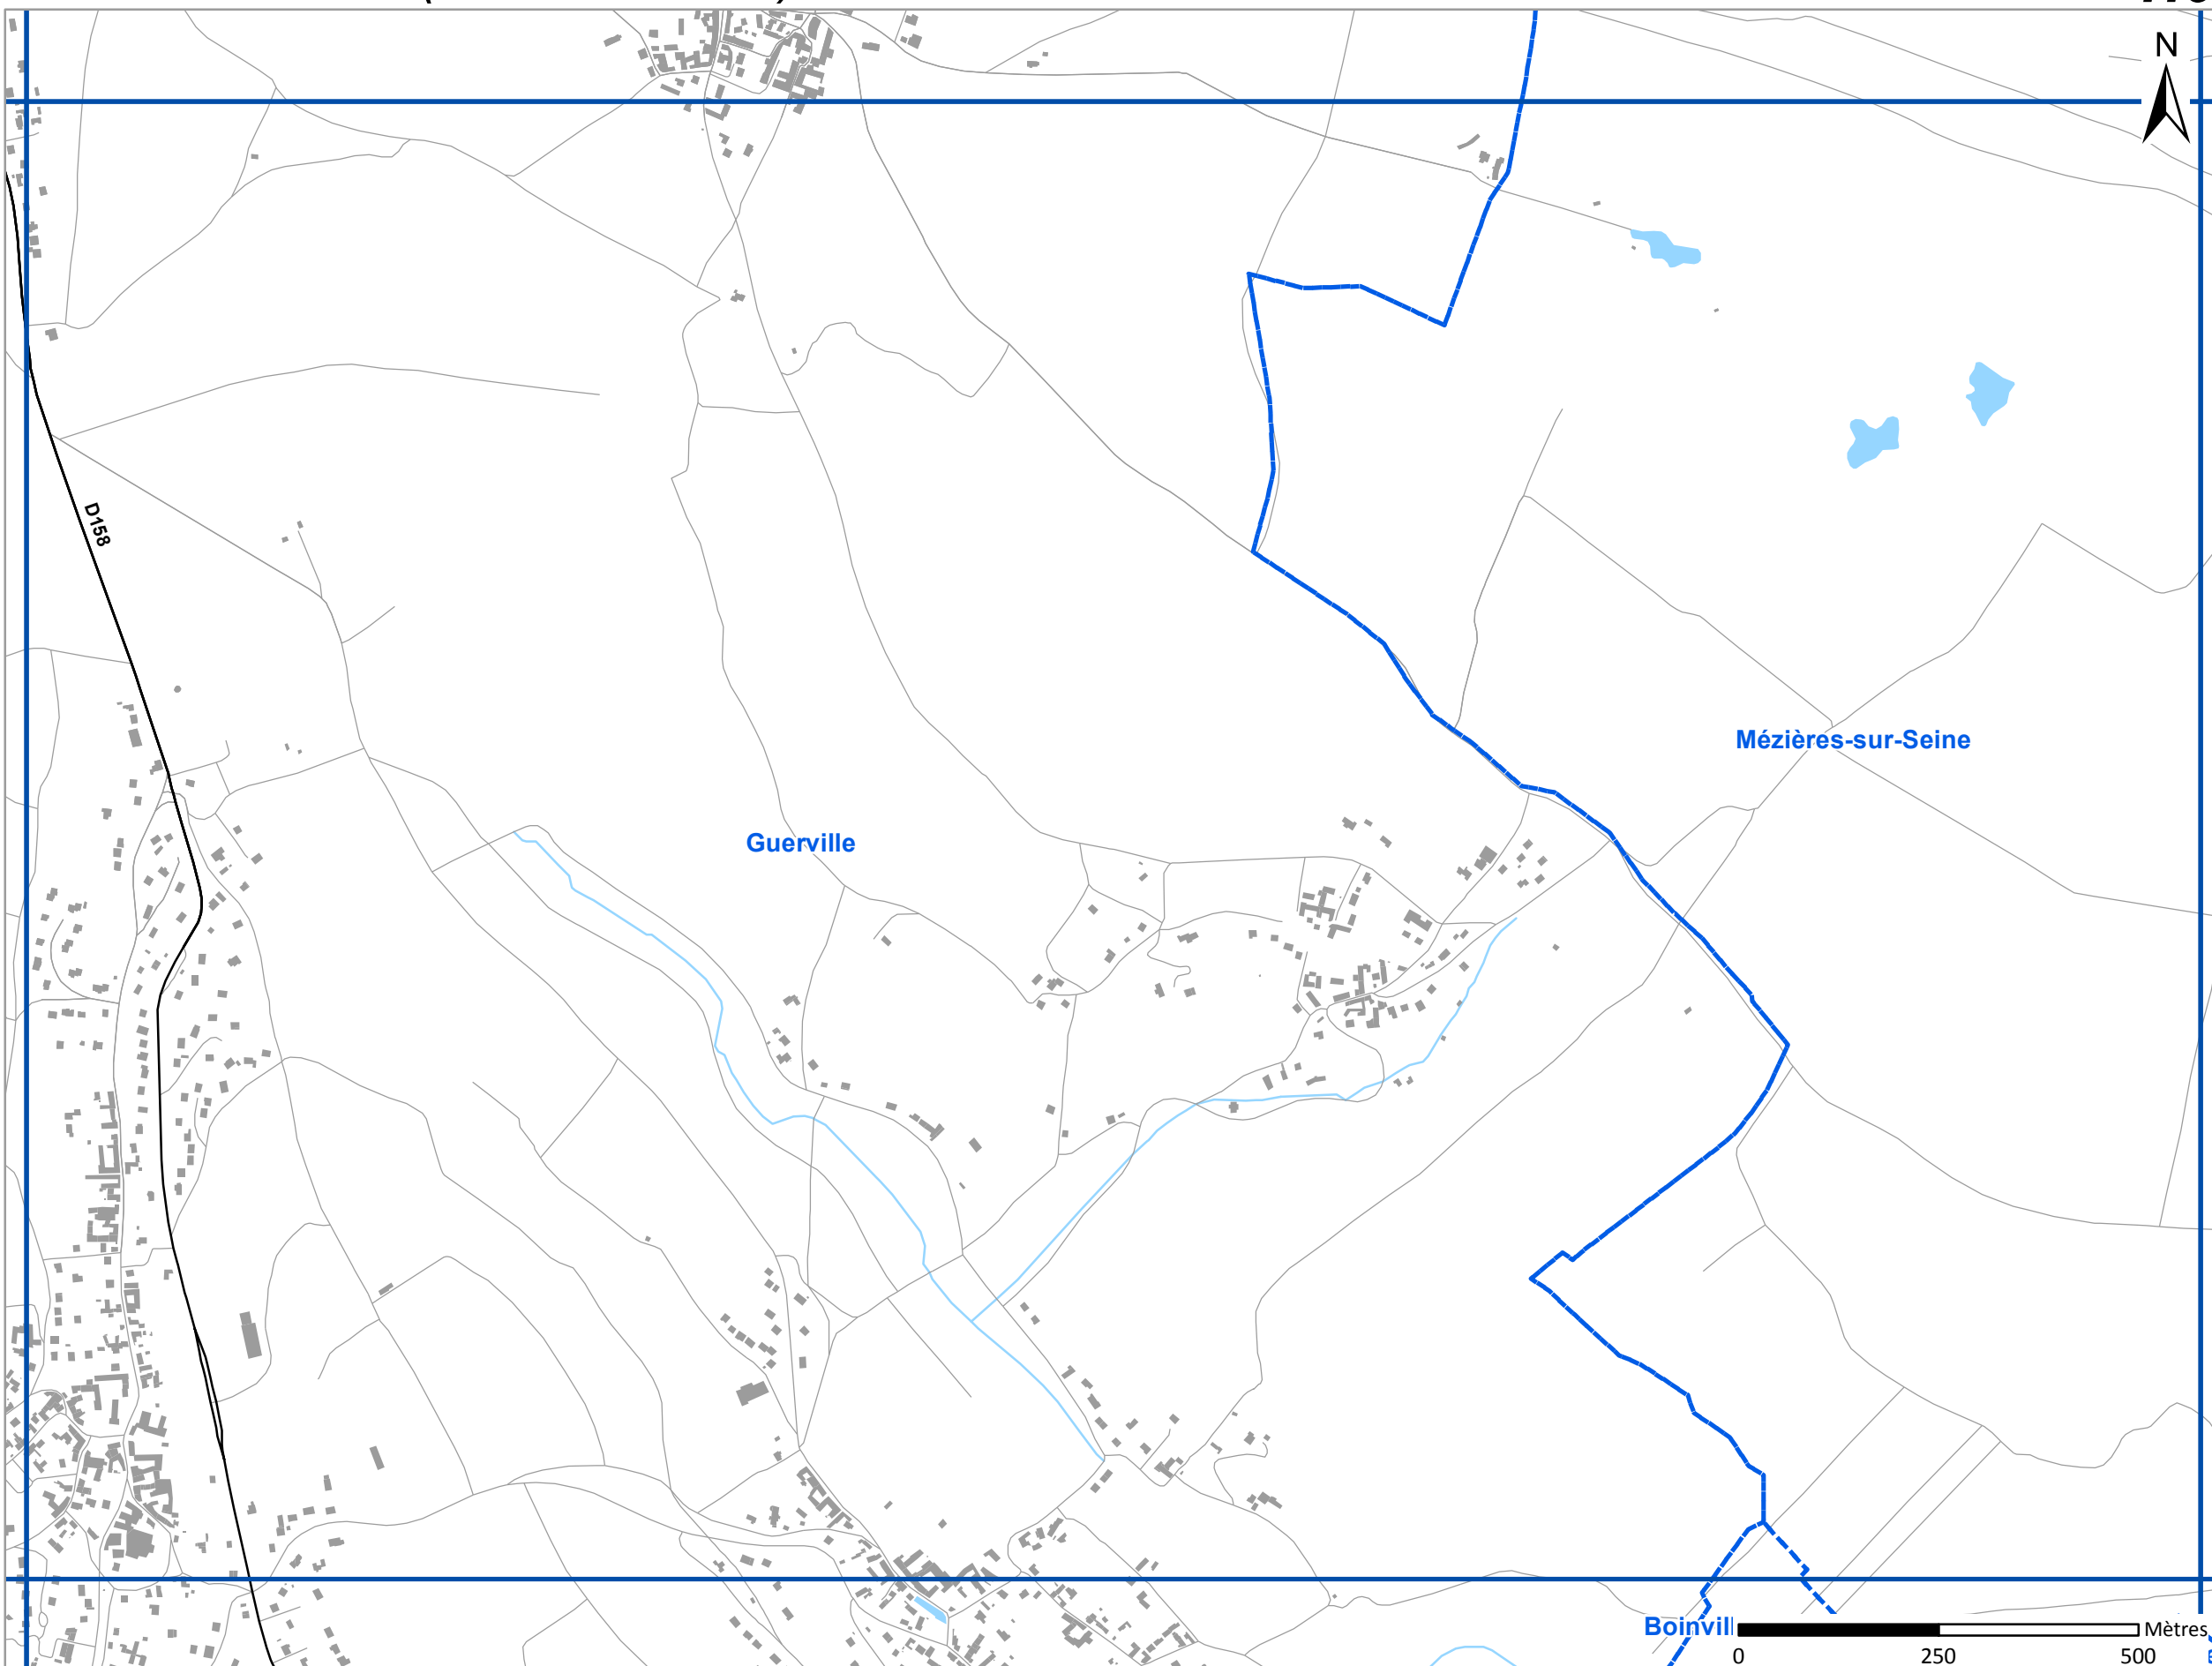 N
D158
Mézières-sur-Seine
Guerville
Boinvill
Mètres
0 250 500